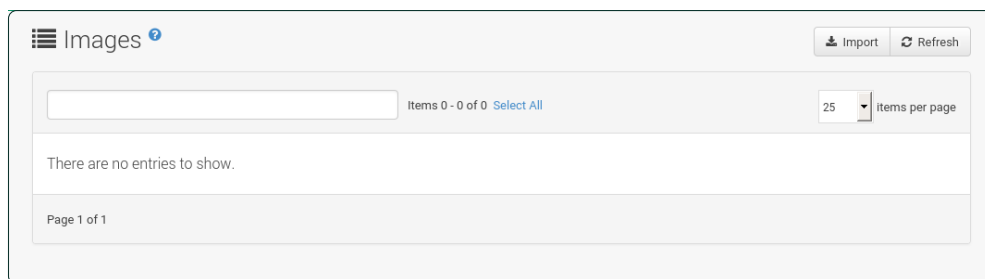 Images ?
Import Refresh
Items 0 - 0 of 0 Select All 25 items per page
There are no entries to show.
Page 1 of 1